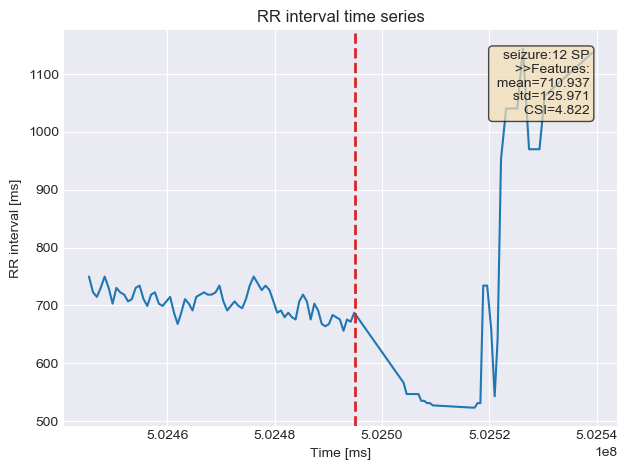 RR interval time series
seizure:12 SP
>>Features:
mean=710.937
std=125.971
CSI=4.822
RR interval [ms]
1100
1000
900
800
700
600
500
5.0246
5.0248
5.0250
5.0252
5.0254
1e8
Time [ms]